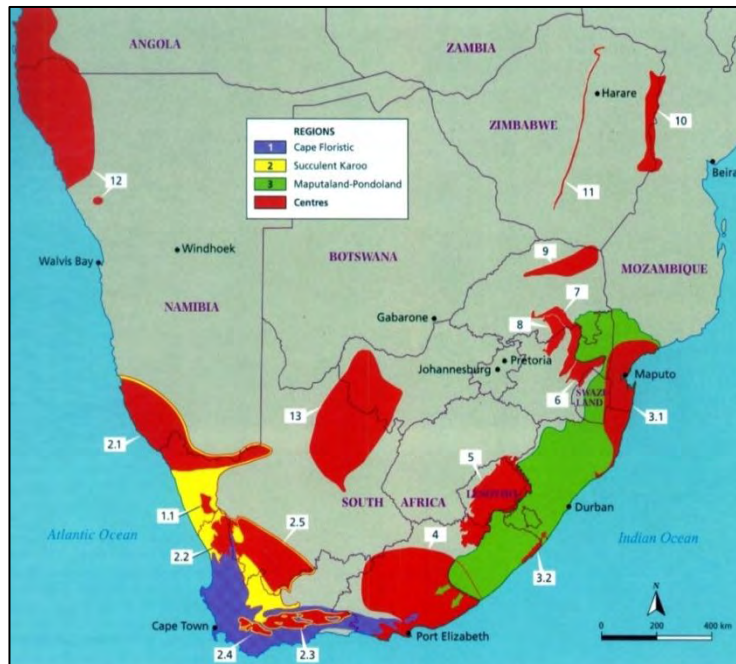 ANGOLA
ZAMBIA
Harare
ZIMBABWE
10
REGIONS
1 Cape Floristic
2 Succulent Karoo
3 Maputaland-Pondoland
Centres
Beira
12
11
Windhoek
Walvis Bay
BOTSWANA
9
MOZAMBIQUE
NAMIBIA
7
Gabarone
8
Pretoria
Johannesburg
Maputo
SWAZI
LAND
6
13
3.1
2.1
5
LESOTHO
SOUTH AFRICA
1.1
2.5
Durban
Atlantic Ocean
2.2
4
Indian Ocean
3.2
N
Cape Town
Port Elizabeth
0 200 400 km
2.4
2.3